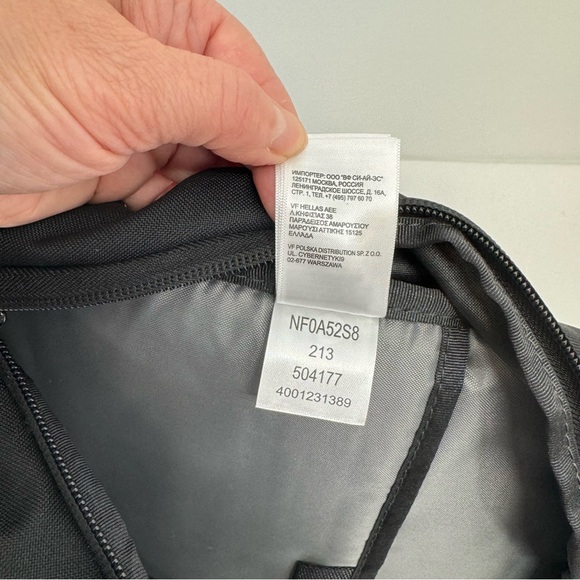 ИМПОРТЕР: ООО "ВФ СИ-АЙ-ЭС"
125171 МОСКВА, РОССИЯ
ЛЕНИНГРАДСКОЕ ШОССЕ, Д. 16А,
СТР. 1, ТЕЛ. +7 (495) 797 60 70
VF HELLAS AEE
Λ.ΚΗΦΙΣΙΑΣ 38
ΠΑΡΑΔΕΙΣΟΣ ΑΜΑΡΟΥΣΙΟΥ
ΜΑΡΟΥΣΙ ΑΤΤΙΚΗΣ 15125
ΕΛΛΑΔΑ
VF POLSKA DISTRIBUTION SP. Z O.O.
UL. CYBERNETYKI9
02-677 WARSZAWA
NF0A52S8
213
504177
4001231389